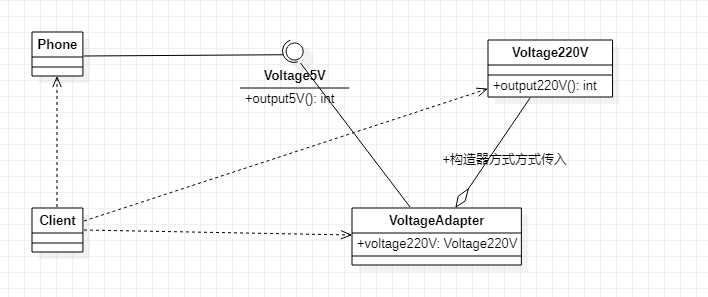 Phone
Voltage5V
+output5V(): int
Voltage220V
+output220V(): int
+构造器方式方式传入
Client
VoltageAdapter
+voltage220V: Voltage220V